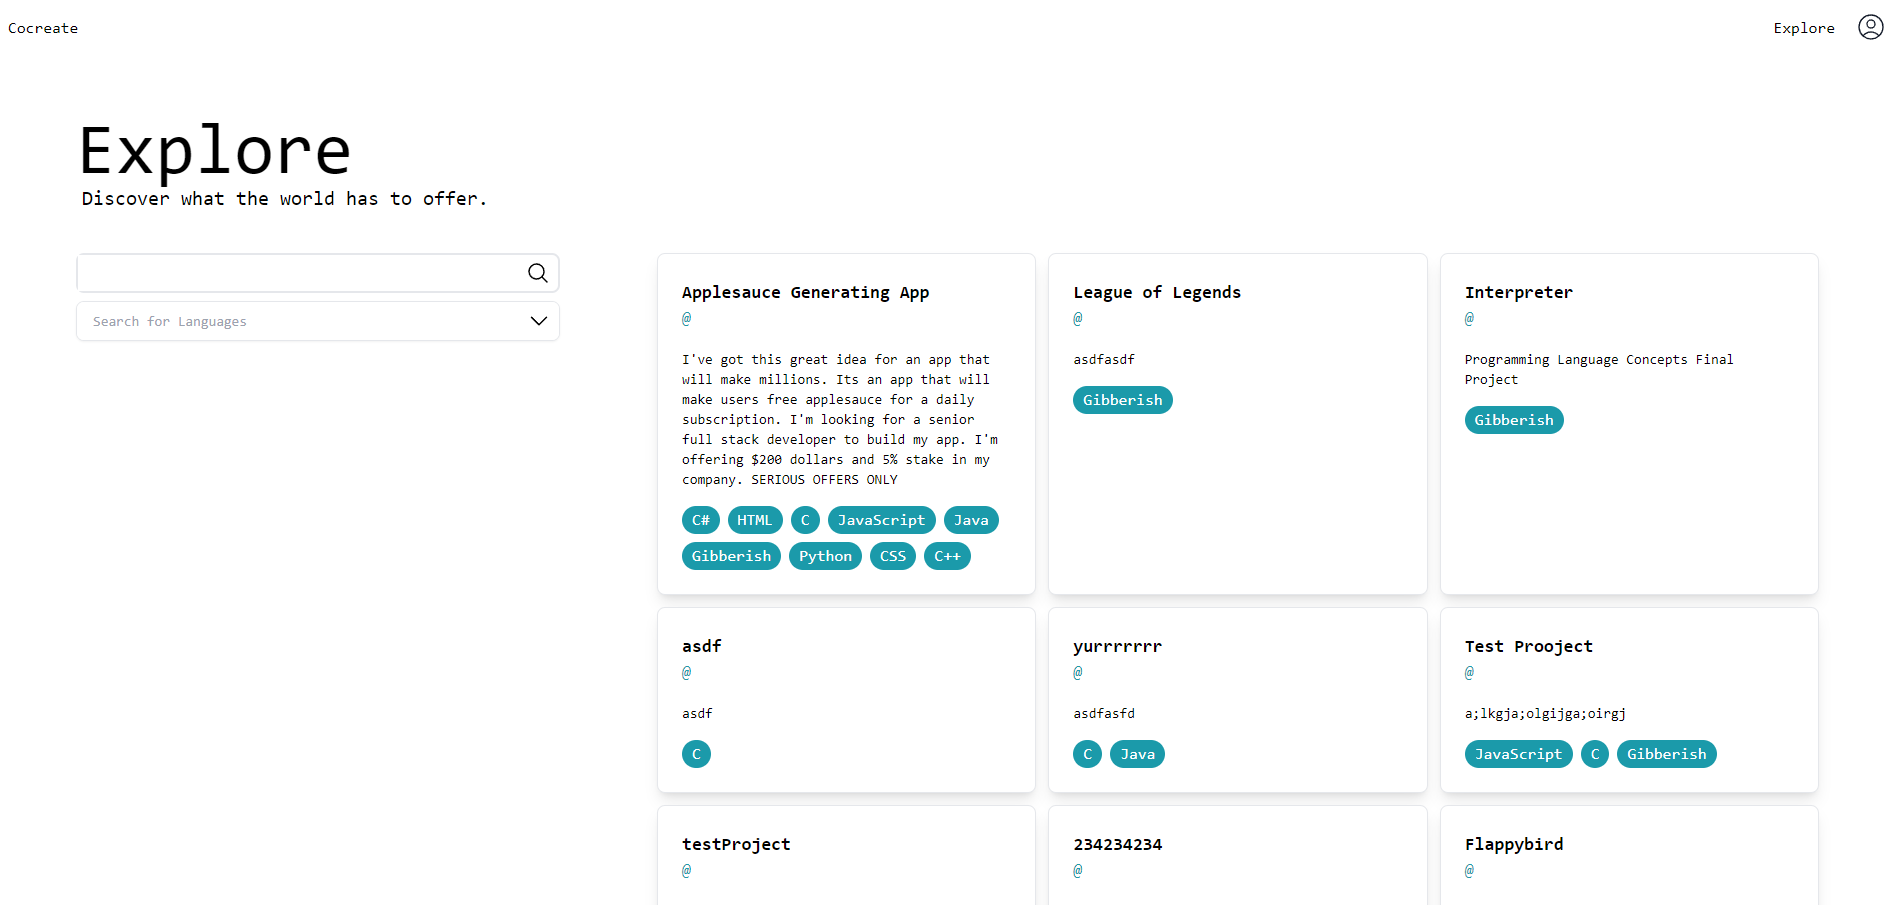 Cocreate
Explore
Explore
Discover what the world has to offer.
Search for Languages
Applesauce Generating App
@
I've got this great idea for an app that
will make millions. Its an app that will
make users free applesauce for a daily
subscription. I'm looking for a senior
full stack developer to build my app. I'm
offering $200 dollars and 5% stake in my
company. SERIOUS OFFERS ONLY
C# HTML C JavaScript Java
Gibberish Python CSS C++
League of Legends
@
asdfasdf
Gibberish
Interpreter
@
Programming Language Concepts Final
Project
Gibberish
asdf
@
asdf
C
yurrrrrrr
@
asdfasfd
C Java
Test Prooject
@
a;lkgja;olgijga;oirgj
JavaScript C Gibberish
testProject
@
234234234
@
Flappybird
@